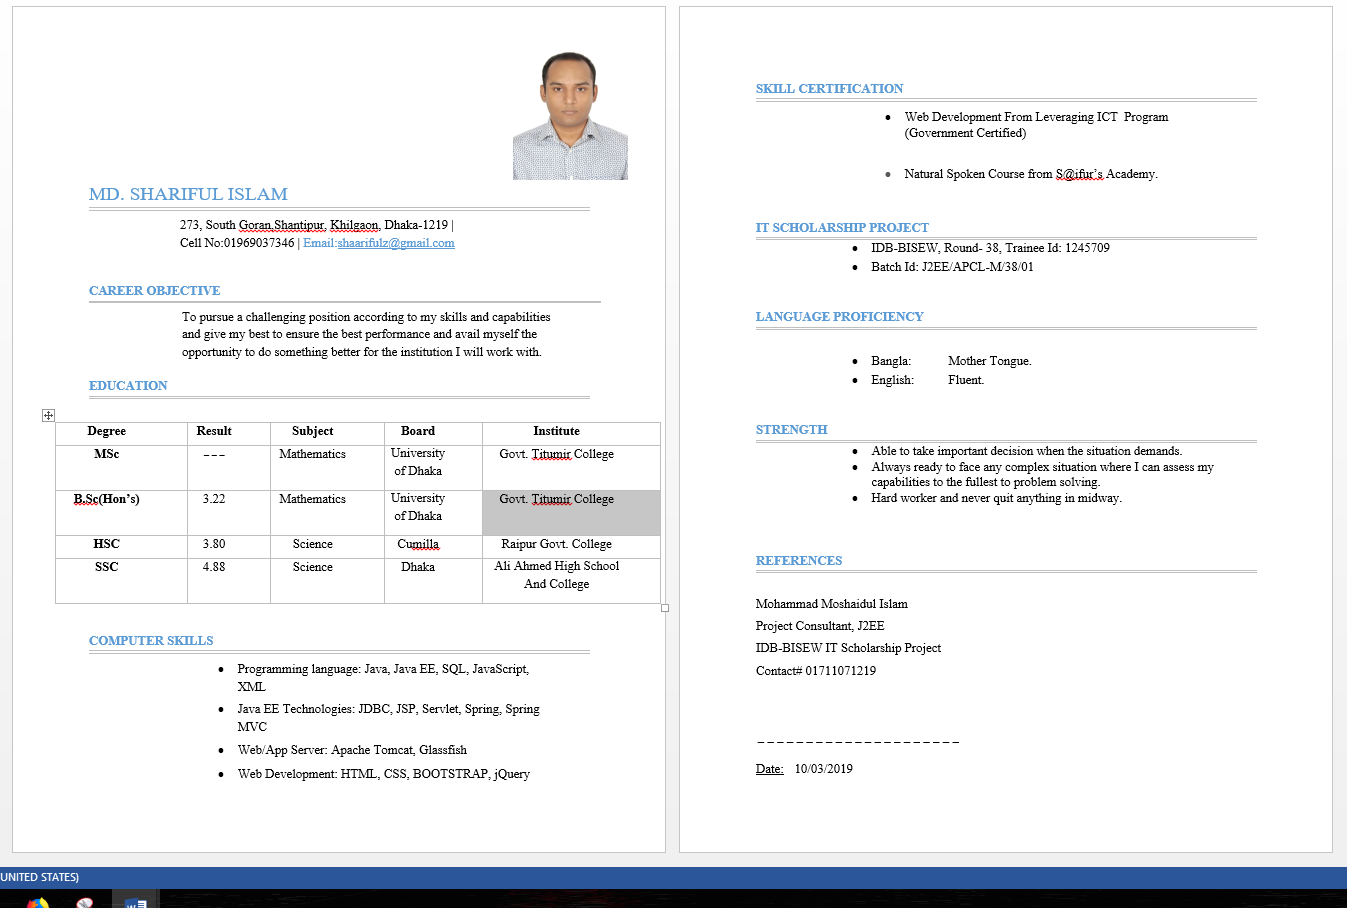 MD. SHARIFUL ISLAM
273, South Goran,Shantipur, Khilgaon, Dhaka-1219 |
Cell No:01969037346 | Email:shaarifulz@gmail.com
CAREER OBJECTIVE
To pursue a challenging position according to my skills and capabilities
and give my best to ensure the best performance and avail myself the
opportunity to do something better for the institution I will work with.
EDUCATION
Degree Result Subject Board Institute
MSc --- Mathematics University of Dhaka Govt. Titumir College
B.Sc(Hon's) 3.22 Mathematics University of Dhaka Govt. Titumir College
HSC 3.80 Science Cumilla Raipur Govt. College
SSC 4.88 Science Dhaka Ali Ahmed High School And College
COMPUTER SKILLS
• Programming language: Java, Java EE, SQL, JavaScript,
XML
• Java EE Technologies: JDBC, JSP, Servlet, Spring, Spring
MVC
• Web/App Server: Apache Tomcat, Glassfish
• Web Development: HTML, CSS, BOOTSTRAP, jQuery
SKILL CERTIFICATION
• Web Development From Leveraging ICT Program
(Government Certified)
• Natural Spoken Course from S@ifur's Academy.
IT SCHOLARSHIP PROJECT
• IDB-BISEW, Round- 38, Trainee Id: 1245709
• Batch Id: J2EE/APCL-M/38/01
LANGUAGE PROFICIENCY
• Bangla: Mother Tongue.
• English: Fluent.
STRENGTH
• Able to take important decision when the situation demands.
• Always ready to face any complex situation where I can assess my
capabilities to the fullest to problem solving.
• Hard worker and never quit anything in midway.
REFERENCES
Mohammad Moshaidul Islam
Project Consultant, J2EE
IDB-BISEW IT Scholarship Project
Contact# 01711071219
_____________________
Date: 10/03/2019
UNITED STATES)